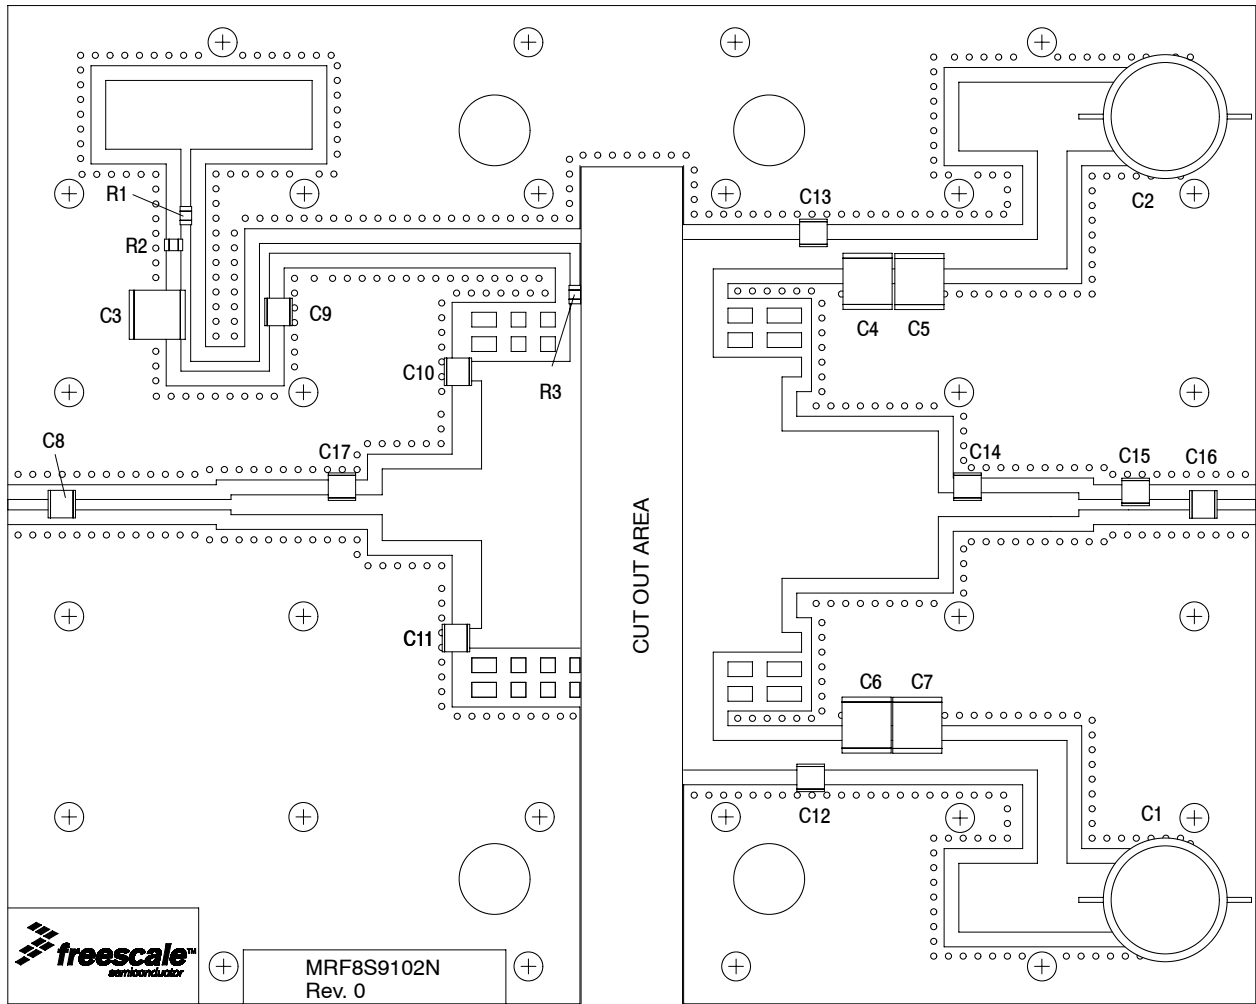 R1
R2
C3
C9
C10
R3
C8
C17
C11
C13
C2
C4
C5
C14
C15
C16
CUT OUT AREA
C6
C7
C12
C1
freescale™
semiconductor
MRF8S9102N
Rev. 0